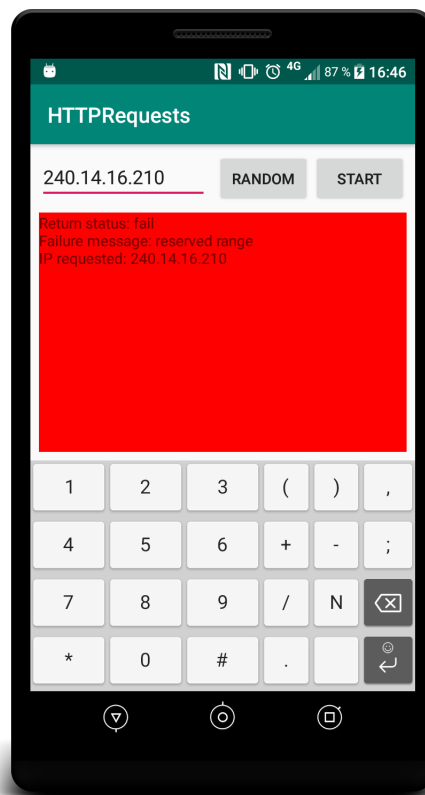 4G 87 % 16:46
HTTPRequests
240.14.16.210 RANDOM START
Return status: fail
Failure message: reserved range
IP requested: 240.14.16.210
1 2 3 ( ) ,
4 5 6 + - ;
7 8 9 / N
* 0 # .